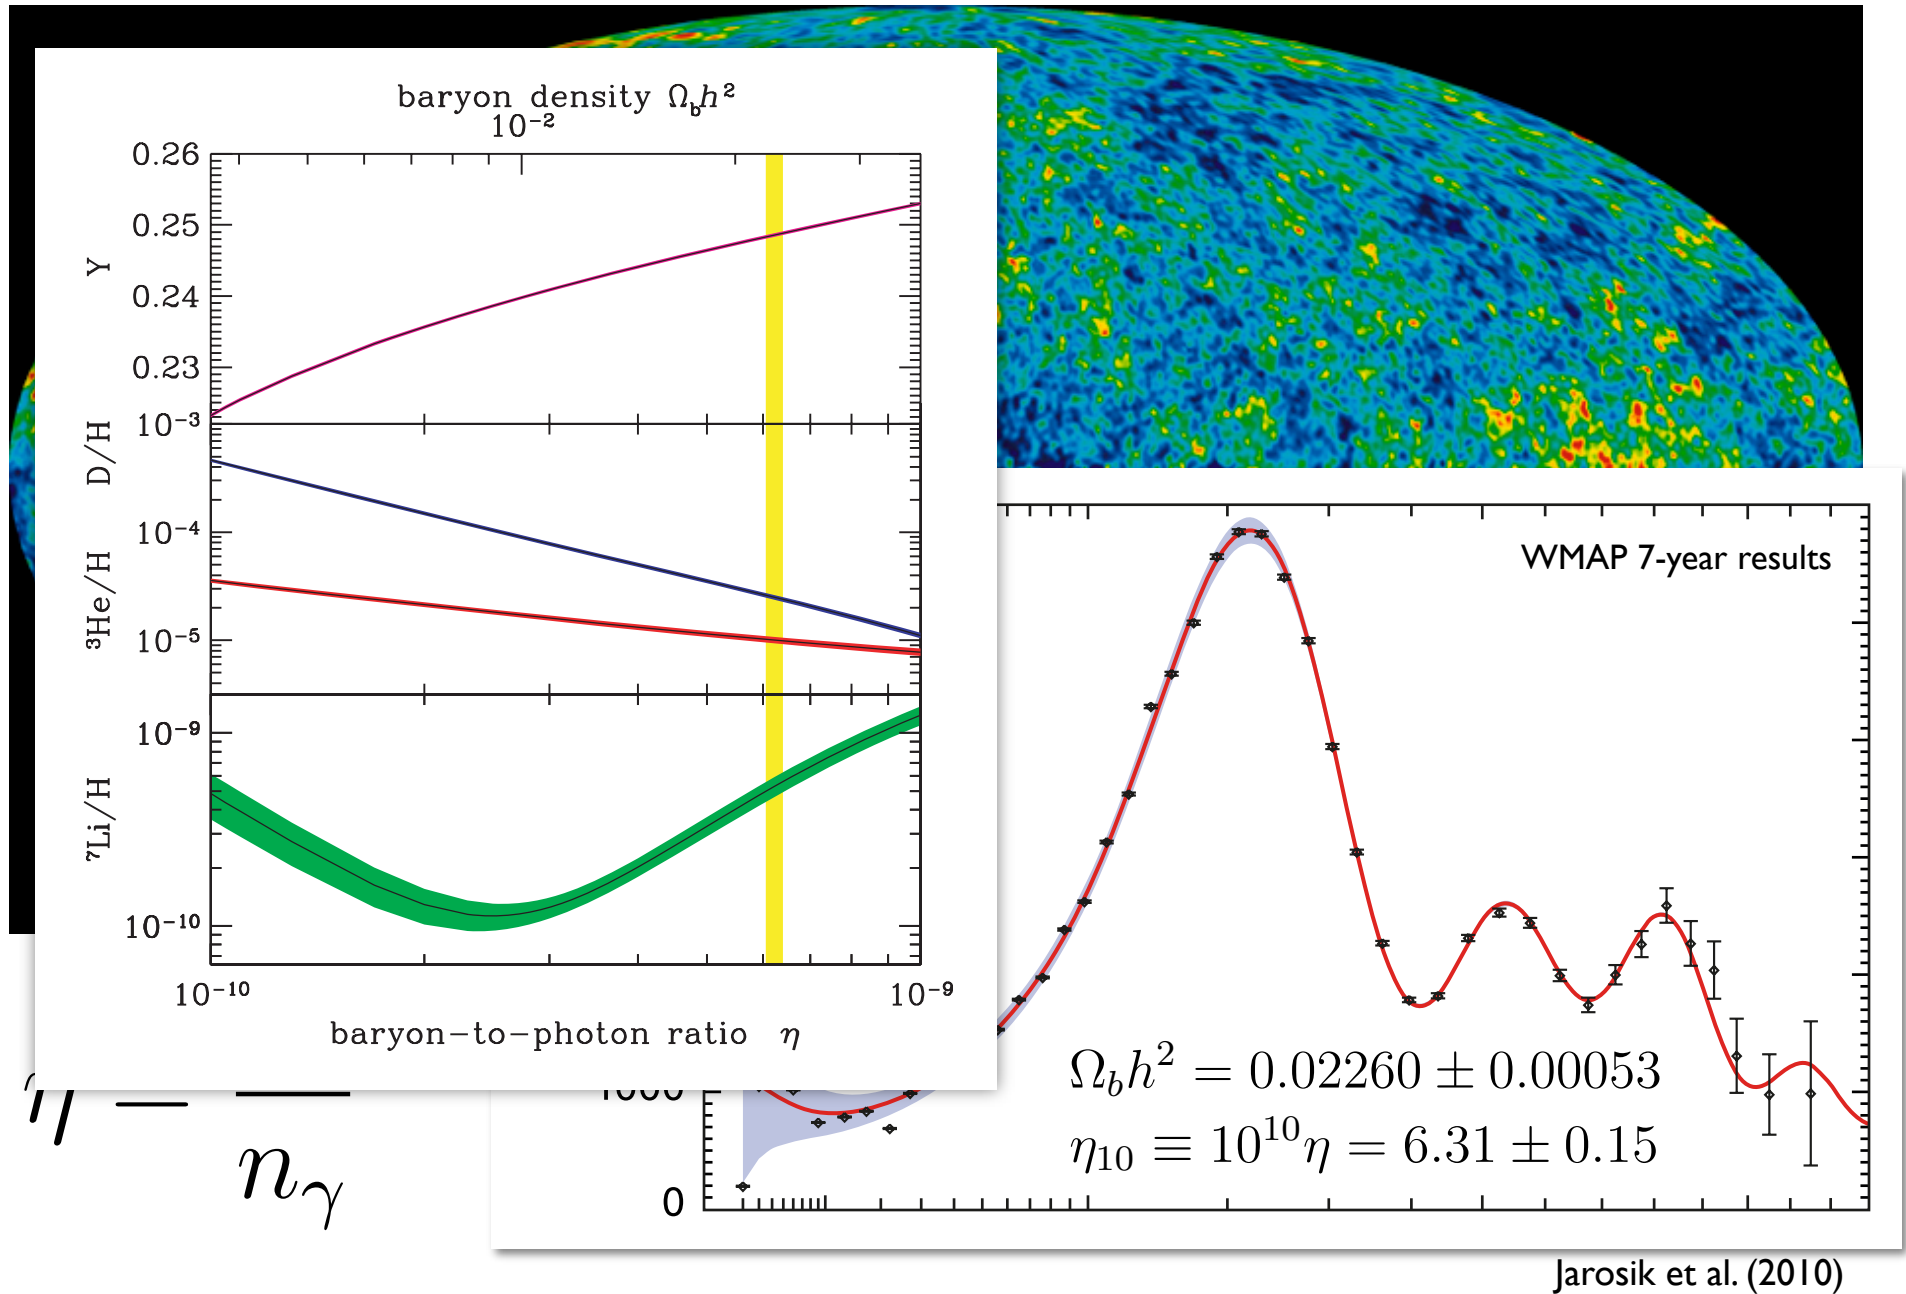 baryon density Ω_b h²
10⁻²
0.26
0.25
0.24
0.23
Y
10⁻³
10⁻⁴
10⁻⁵
³He/H D/H
10⁻⁹
10⁻¹⁰
⁷Li/H
10⁻¹⁰ 10⁻⁹
baryon-to-photon ratio η
WMAP 7-year results
Ω_b h² = 0.02260 ± 0.00053
η₁₀ ≡ 10¹⁰η = 6.31 ± 0.15
1000
0
η =
n_γ
Jarosik et al. (2010)